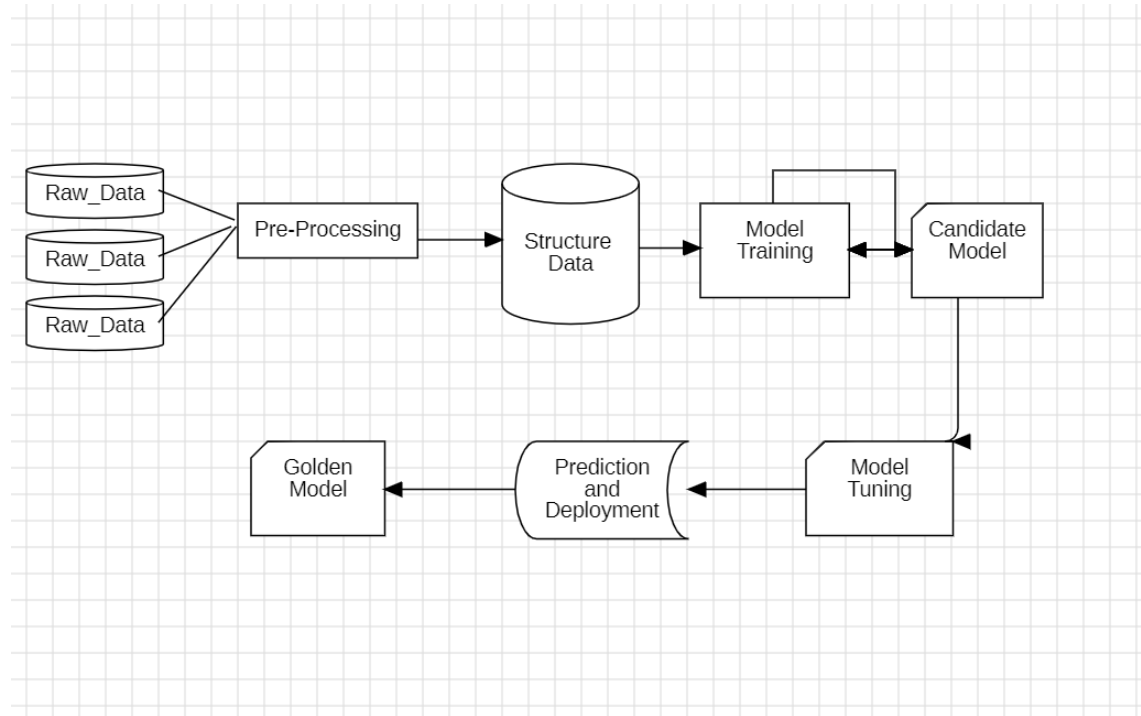 Raw_Data
Raw_Data
Raw_Data
Pre-Processing
Structure
Data
Model
Training
Candidate
Model
Golden
Model
Prediction
and
Deployment
Model
Tuning